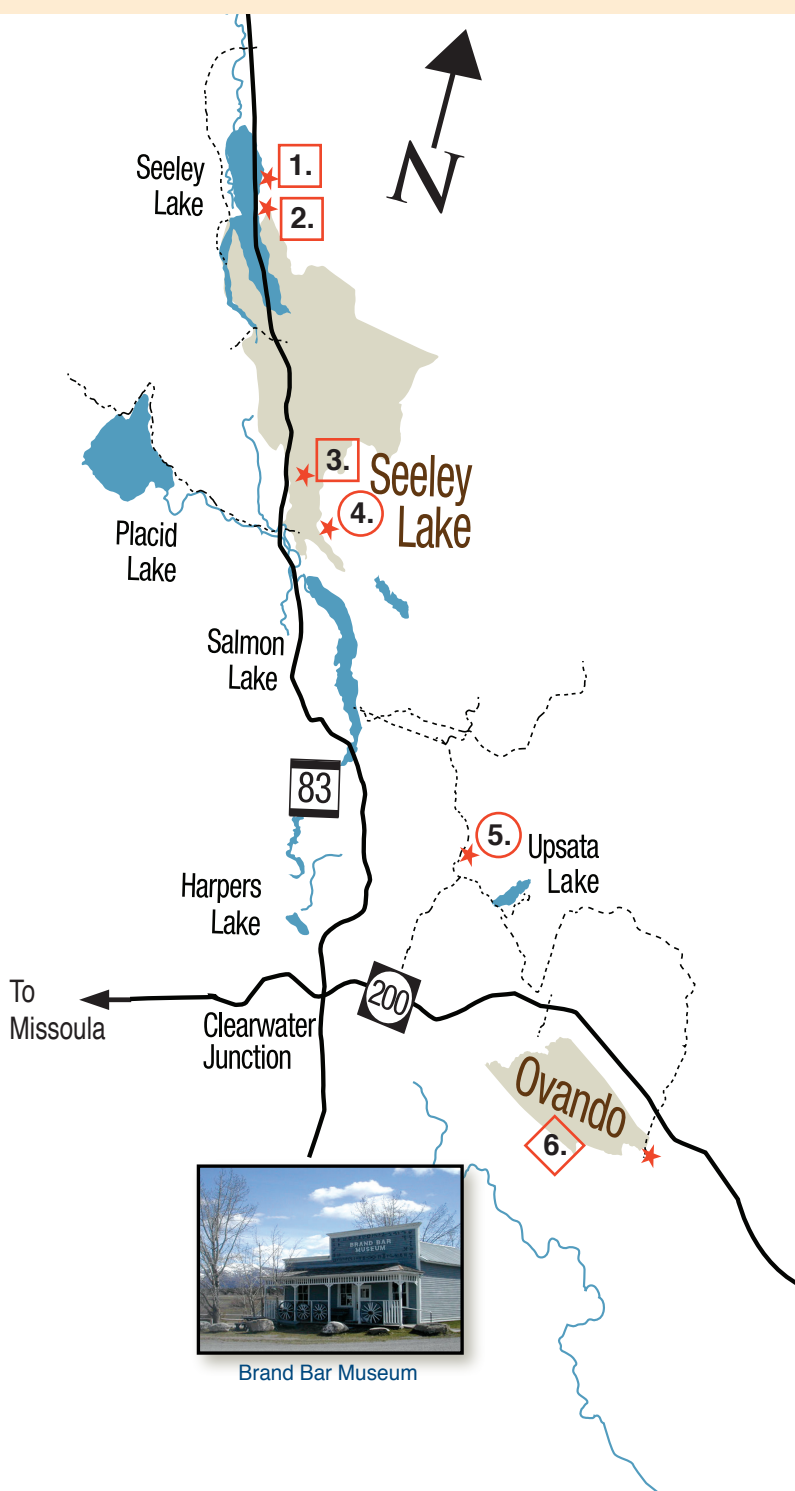 N
Seeley
Lake
1.
2.
3.
Seeley
Lake
4.
Placid
Lake
Salmon
Lake
83
5.
Upsata
Lake
Harpers
Lake
To
Missoula
200
Clearwater
Junction
Ovando
6.
BRAND BAR
MUSEUM
Brand Bar Museum